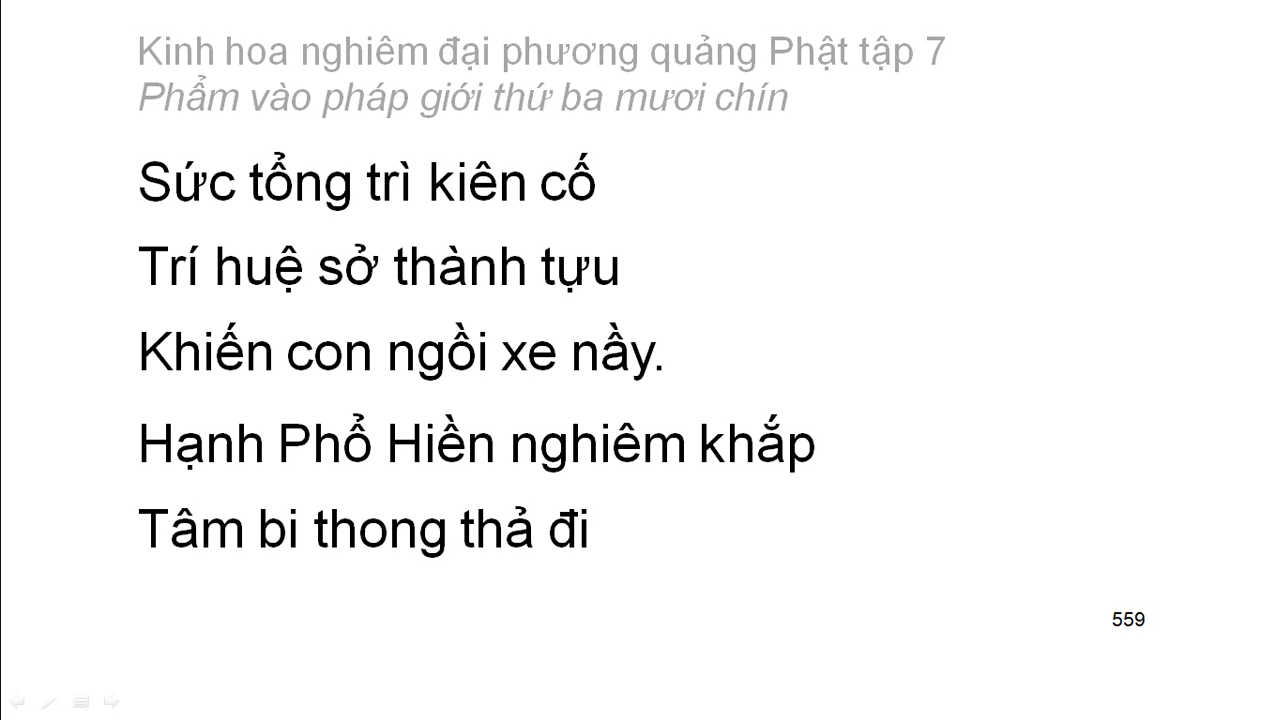 Kinh hoa nghiêm đại phương quảng Phật tập 7
Phẩm vào pháp giới thứ ba mươi chín
Sức tổng trì kiên cố
Trí huệ sở thành tựu
Khiến con ngồi xe nầy.
Hạnh Phổ Hiền nghiêm khắp
Tâm bi thong thả đi
559